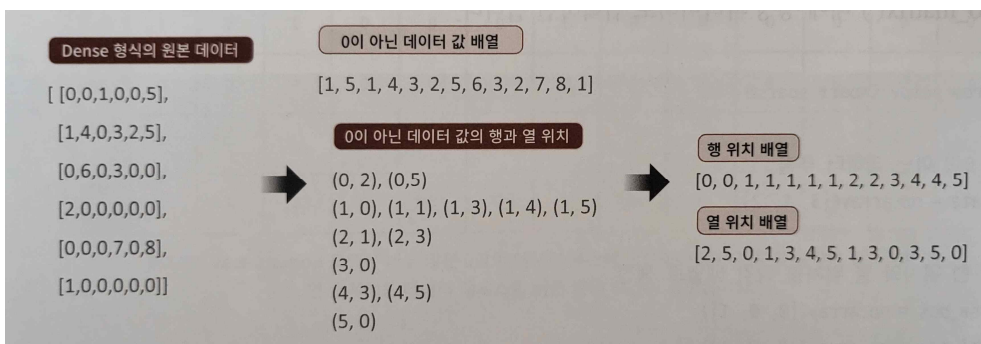 Dense 형식의 원본 데이터
[ [0,0,1,0,0,5],
[1,4,0,3,2,5],
[0,6,0,3,0,0],
[2,0,0,0,0,0],
[0,0,0,7,0,8],
[1,0,0,0,0,0]]
0이 아닌 데이터 값 배열
[1, 5, 1, 4, 3, 2, 5, 6, 3, 2, 7, 8, 1]
0이 아닌 데이터 값의 행과 열 위치
(0, 2), (0,5)
(1, 0), (1, 1), (1, 3), (1, 4), (1, 5)
(2, 1), (2, 3)
(3, 0)
(4, 3), (4, 5)
(5, 0)
행 위치 배열
[0, 0, 1, 1, 1, 1, 1, 2, 2, 3, 4, 4, 5]
열 위치 배열
[2, 5, 0, 1, 3, 4, 5, 1, 3, 0, 3, 5, 0]